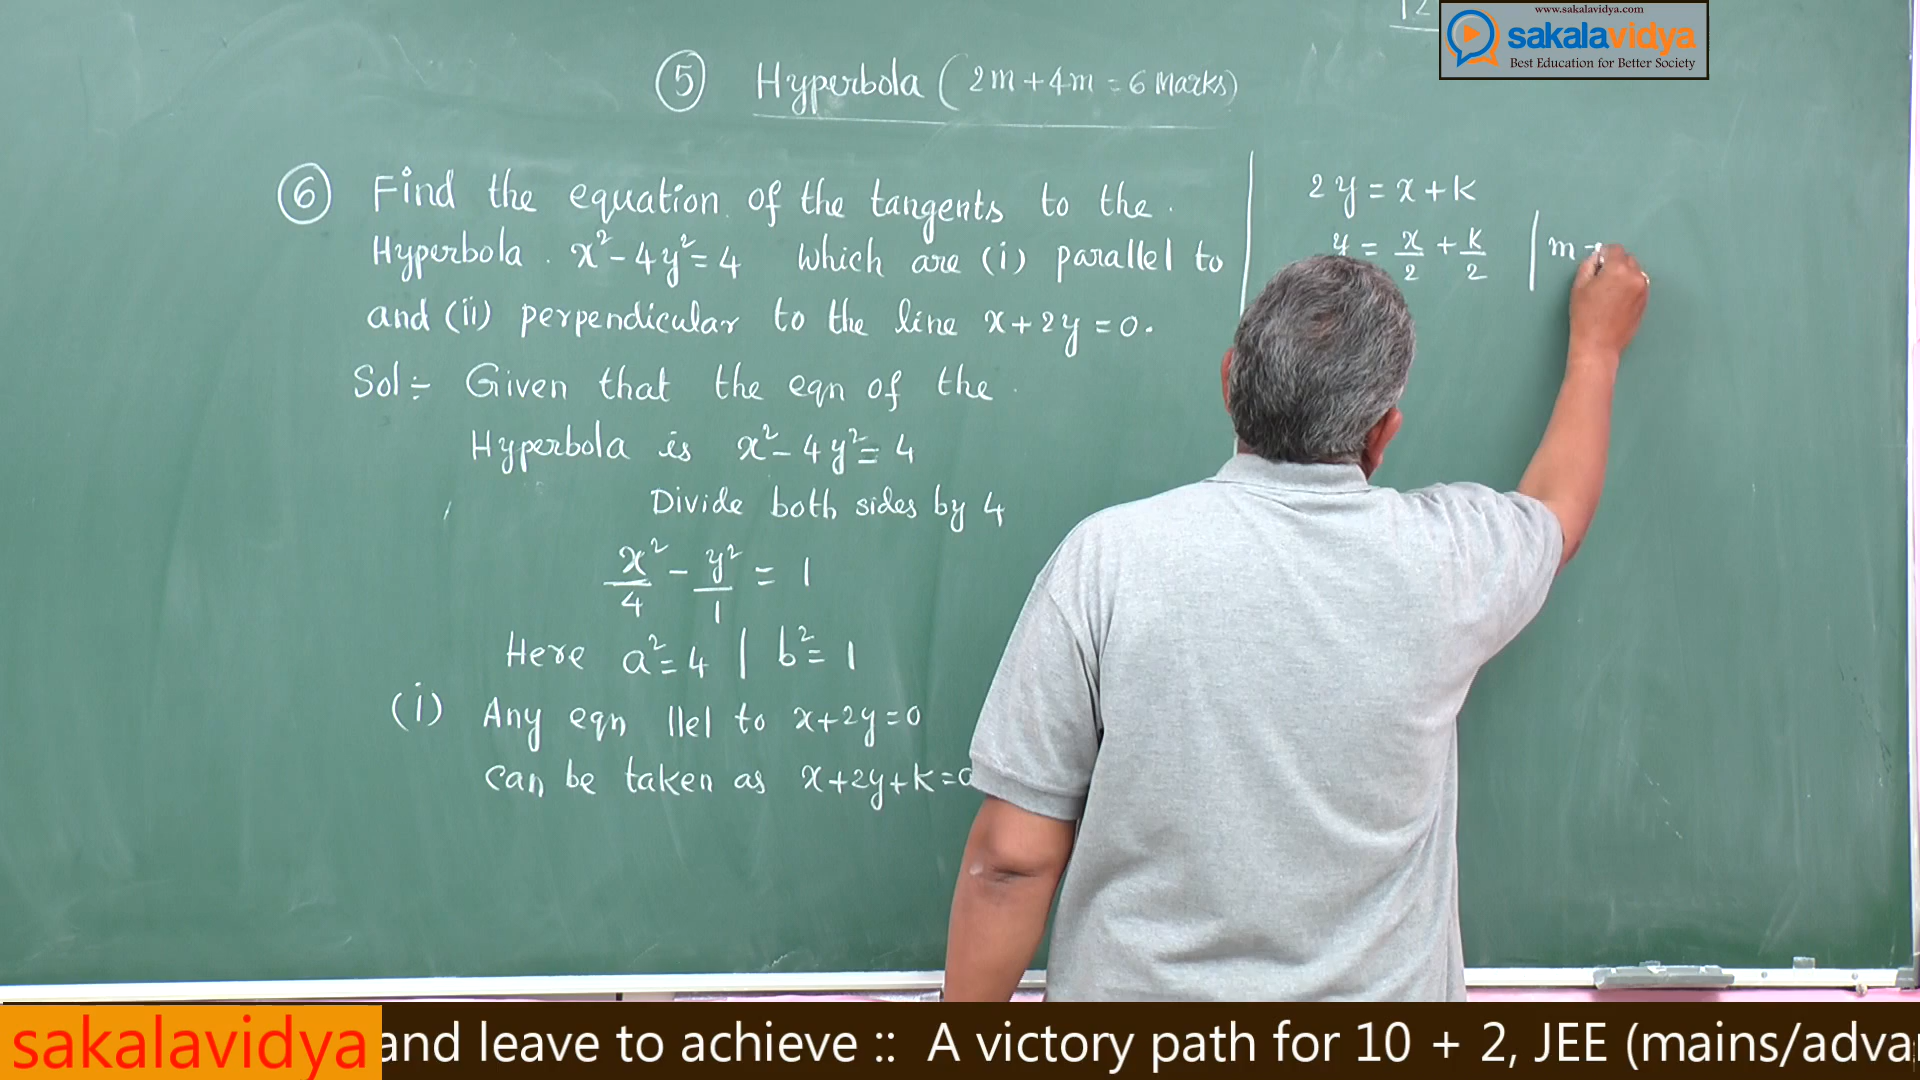 12
www.sakalavidya.com
sakalavidya
Best Education for Better Society
5 Hyperbola (2m+4m=6 Marks)
6 Find the equation of the tangents to the
Hyperbola. x²-4y²=4 which are (i) parallel to
and (ii) perpendicular to the line x+2y=0.
Sol:- Given that the eqn of the
Hyperbola is x²-4y²=4
Divide both sides by 4
x²/4 - y²/1 = 1
Here a²=4 | b²=1
(i) Any eqn llel to x+2y=0
can be taken as x+2y+k=0
2y=x+k
y = x/2 + k/2 | m =
sakalavidya and leave to achieve :: A victory path for 10 + 2, JEE (mains/adva